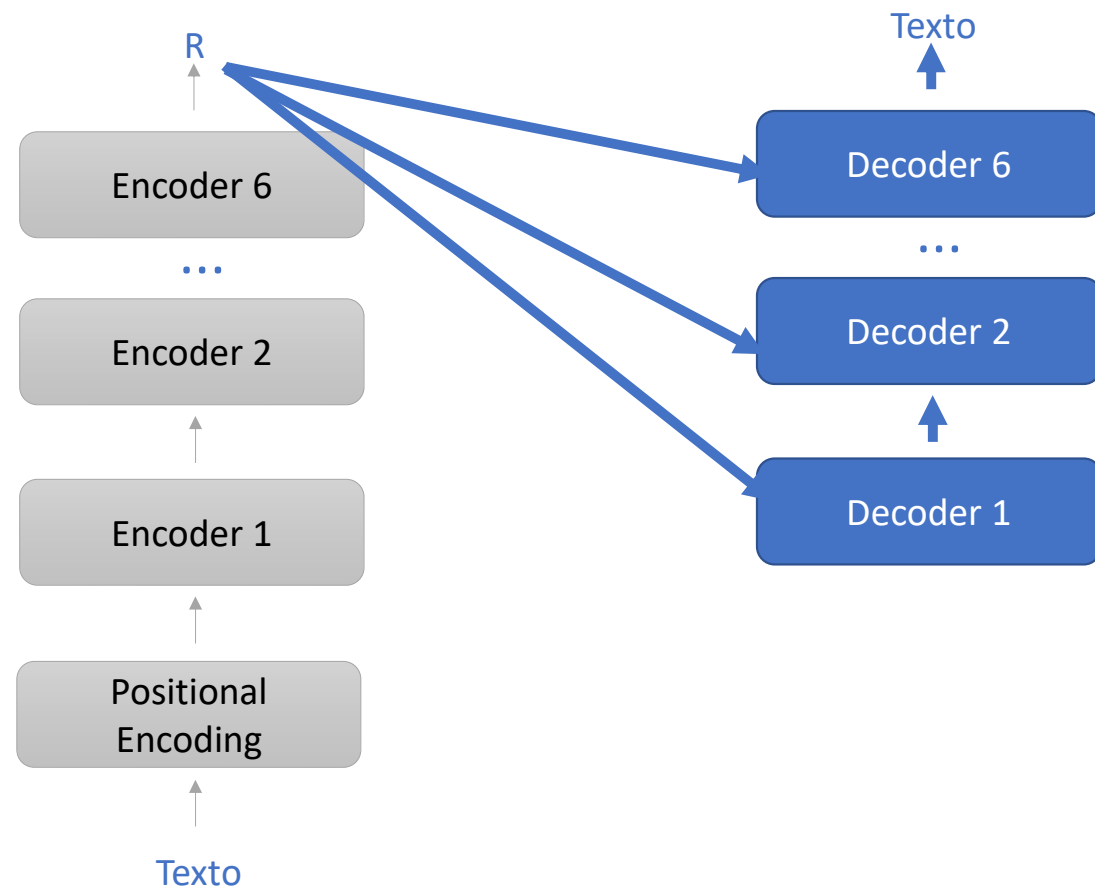 R
Encoder 6
...
Encoder 2
Encoder 1
Positional
Encoding
Texto
Texto
Decoder 6
...
Decoder 2
Decoder 1